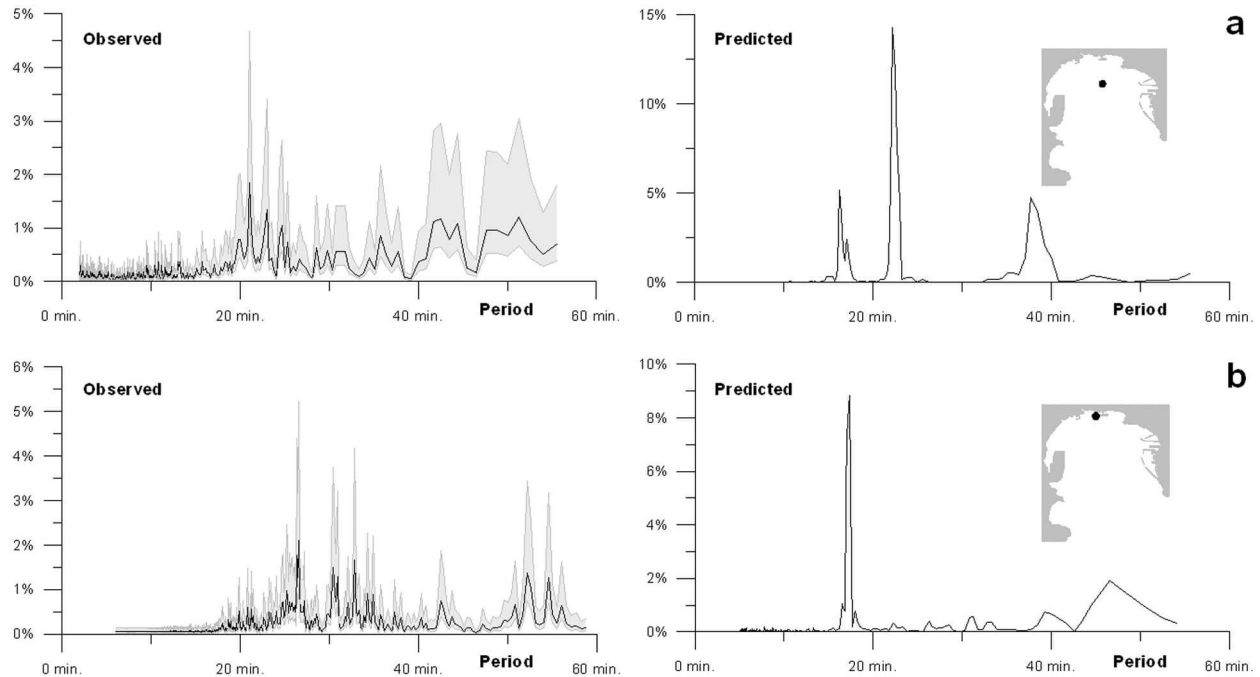 5%
Observed
4%
3%
2%
1%
0%
0 min.
20 min.
40 min.
Period
60 min.
15%
Predicted
a
10%
5%
0%
0 min.
20 min.
40 min.
Period
60 min.
6%
Observed
5%
4%
3%
2%
1%
0%
0 min.
20 min.
40 min.
Period
60 min.
10%
Predicted
b
8%
6%
4%
2%
0%
0 min.
20 min.
40 min.
Period
60 min.